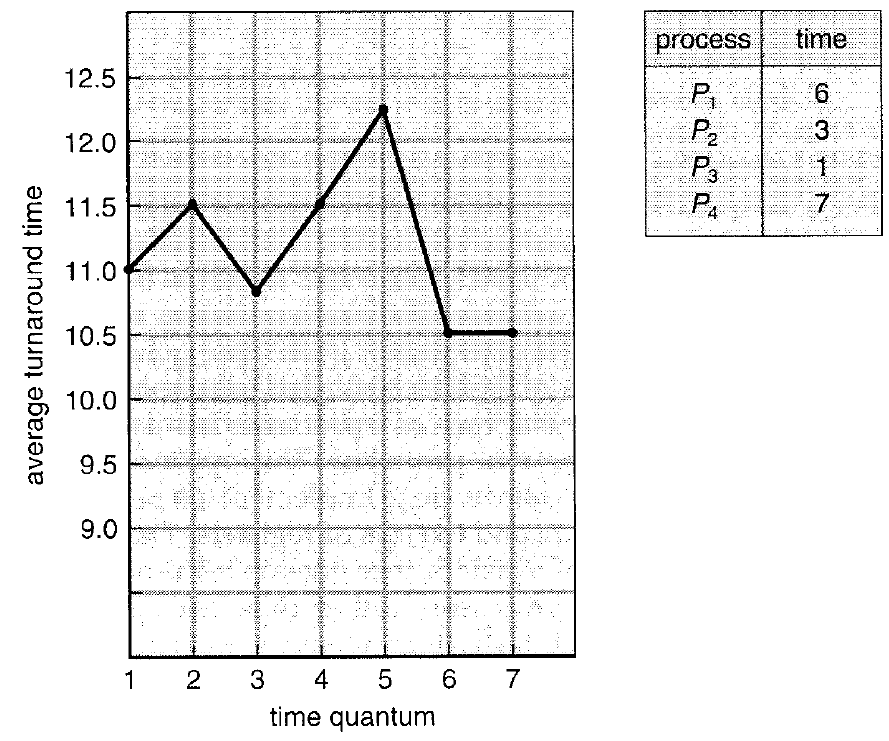 12.5
12.0
11.5
11.0
10.5
10.0
9.5
9.0
average turnaround time
1 2 3 4 5 6 7
time quantum
process time
P1 6
P2 3
P3 1
P4 7